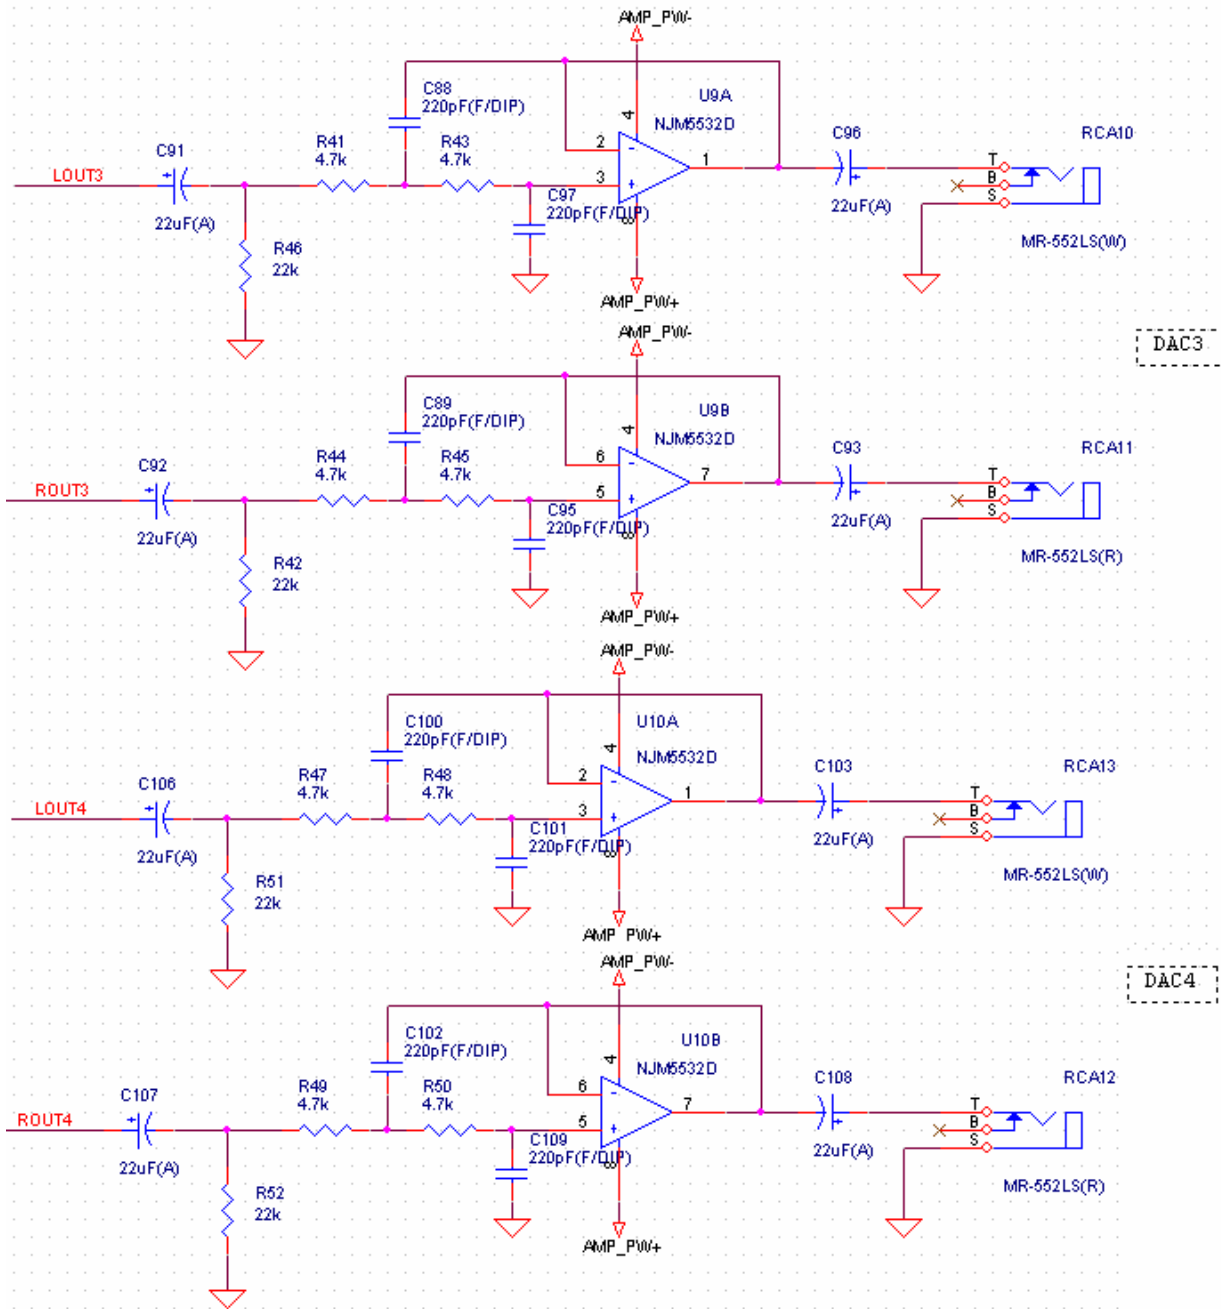 AMP_PW-
C88
220pF(F/DIP)
U9A
NJM5532D
4
C91
R41
4.7k
R43
4.7k
2
-
1
C96
RCA10
LOUT3
+
3
+
C97
220pF(F/DIP)
8
+
T
B
S
22uF(A)
22uF(A)
R46
22k
MR-552LS(W)
AMP_PW+
AMP_PW-
DAC3
C89
220pF(F/DIP)
U9B
NJM5532D
4
C92
R44
4.7k
R45
4.7k
6
-
7
C93
RCA11
ROUT3
+
5
+
C95
220pF(F/DIP)
8
+
T
B
S
22uF(A)
22uF(A)
R42
22k
MR-552LS(R)
AMP_PW+
AMP_PW-
C100
220pF(F/DIP)
U10A
NJM5532D
4
C106
R47
4.7k
R48
4.7k
2
-
1
C103
RCA13
LOUT4
+
3
+
C101
220pF(F/DIP)
8
+
T
B
S
22uF(A)
22uF(A)
R51
22k
MR-552LS(W)
AMP_PW+
AMP_PW-
DAC4
C102
220pF(F/DIP)
U10B
NJM5532D
4
C107
R49
4.7k
R50
4.7k
6
-
7
C108
RCA12
ROUT4
+
5
+
C109
220pF(F/DIP)
8
+
T
B
S
22uF(A)
22uF(A)
R52
22k
MR-552LS(R)
AMP_PW+